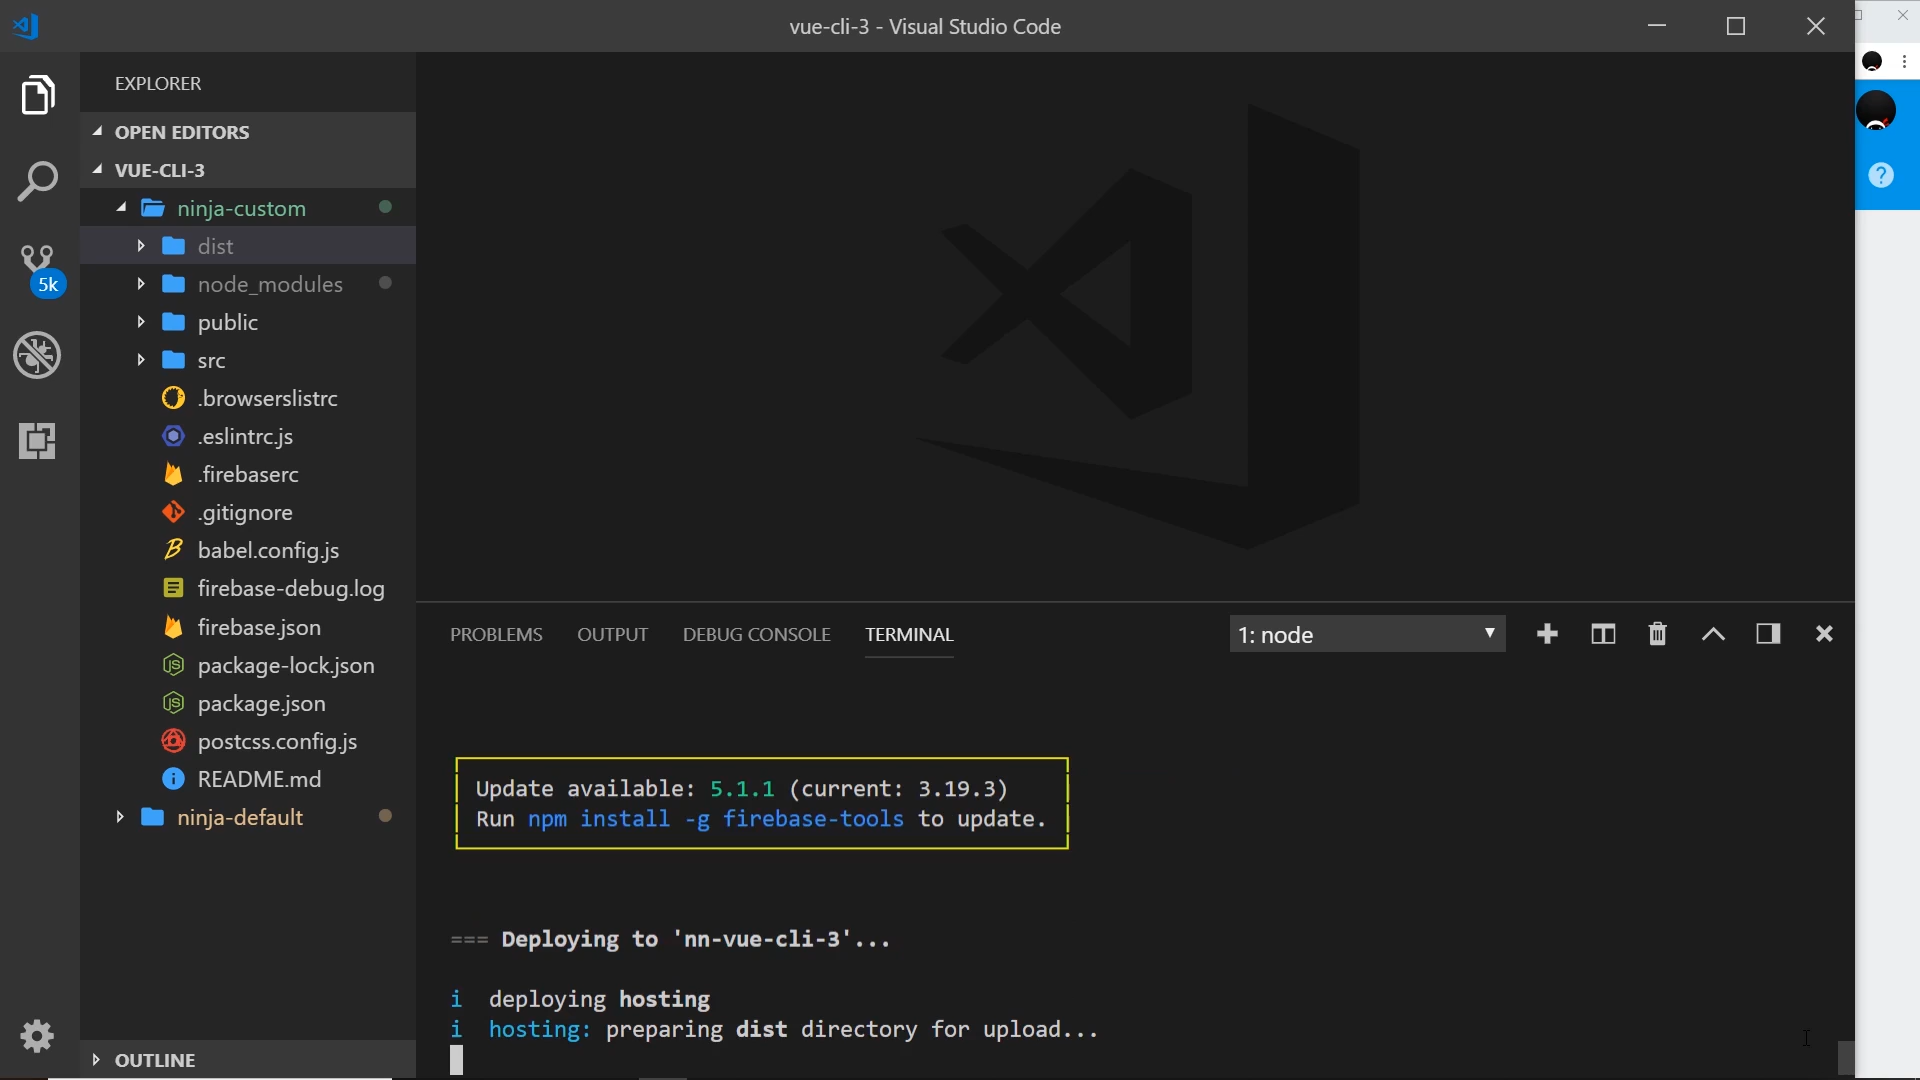 vue-cli-3 - Visual Studio Code
EXPLORER
OPEN EDITORS
VUE-CLI-3
ninja-custom
dist
node_modules
public
src
.browserslistrc
.eslintrc.js
.firebaserc
.gitignore
babel.config.js
firebase-debug.log
firebase.json
package-lock.json
package.json
postcss.config.js
README.md
ninja-default
OUTLINE
5k
PROBLEMS OUTPUT DEBUG CONSOLE TERMINAL 1: node
Update available: 5.1.1 (current: 3.19.3)
Run npm install -g firebase-tools to update.
=== Deploying to 'nn-vue-cli-3'...
i deploying hosting
i hosting: preparing dist directory for upload...